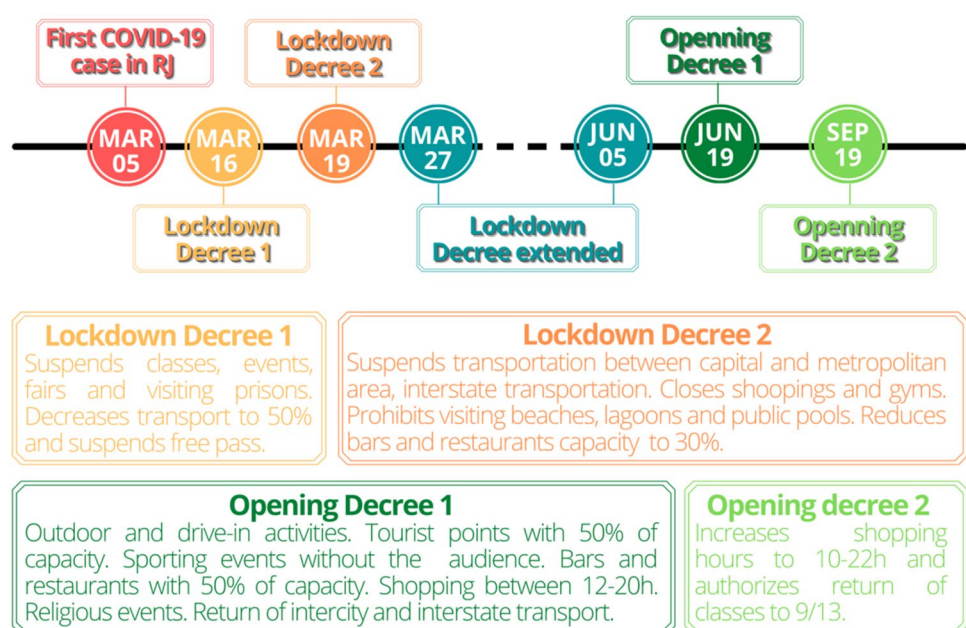 First COVID-19
case in RJ
Lockdown
Decree 2
Openning
Decree 1
MAR
05
MAR
16
MAR
19
MAR
27
JUN
05
JUN
19
SEP
19
Lockdown
Decree 1
Lockdown
Decree extended
Openning
Decree 2
Lockdown Decree 1
Suspends classes, events,
fairs and visiting prisons.
Decreases transport to 50%
and suspends free pass.
Lockdown Decree 2
Suspends transportation between capital and metropolitan
area, interstate transportation. Closes shoopings and gyms.
Prohibits visiting beaches, lagoons and public pools. Reduces
bars and restaurants capacity to 30%.
Opening Decree 1
Outdoor and drive-in activities. Tourist points with 50% of
capacity. Sporting events without the audience. Bars and
restaurants with 50% of capacity. Shopping between 12-20h.
Religious events. Return of intercity and interstate transport.
Opening decree 2
Increases shopping
hours to 10-22h and
authorizes return of
classes to 9/13.